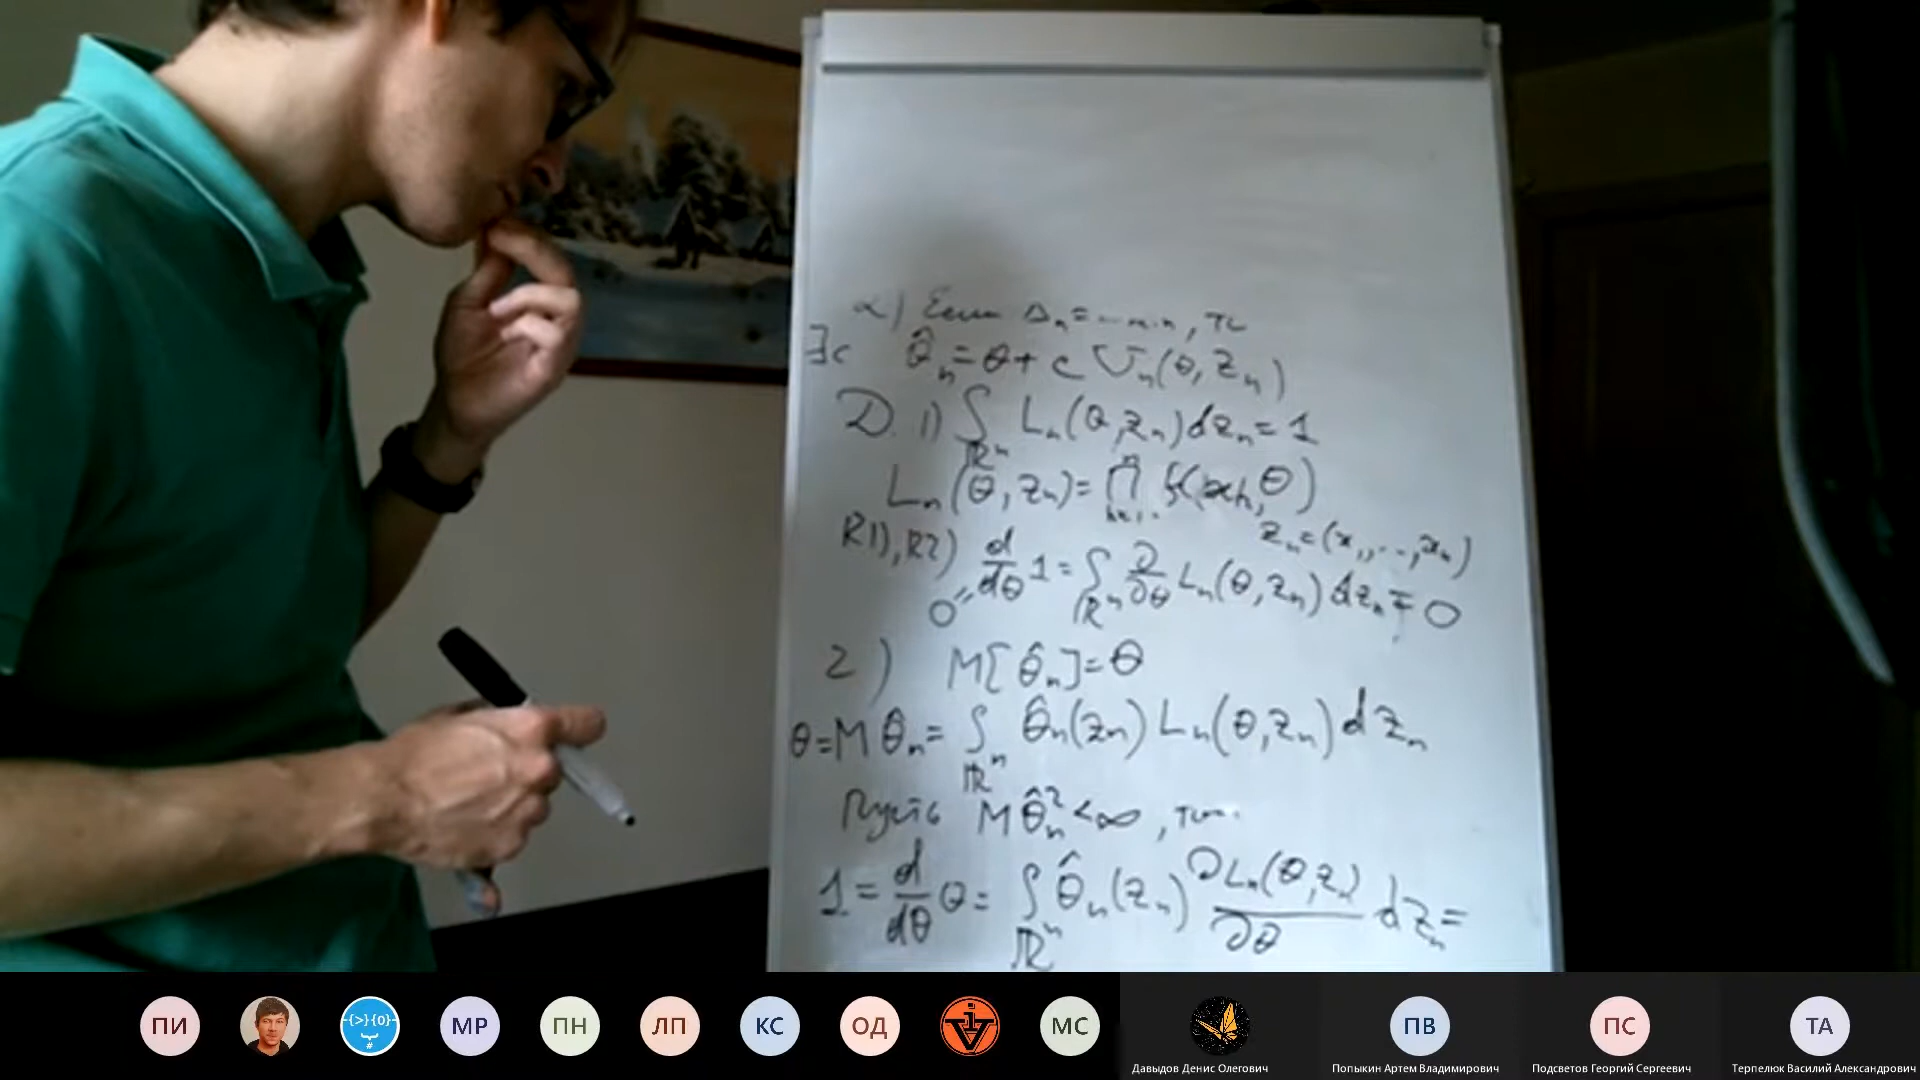 2) Если Δₙ = -min, то
∃c θ̂ₙ = θ + c Uₙ(θ, zₙ)
D. 1) ∫_{ℝⁿ} Lₙ(θ, zₙ) dzₙ = 1
Lₙ(θ, zₙ) = ∏_{k=1}^{n} f(xₖ, θ)
zₙ = (x₁, ..., xₙ)
R1), R2) 0 = d/dθ 1 = ∫_{ℝⁿ} ∂/∂θ Lₙ(θ, zₙ) dzₙ = 0
2) M[θ̂ₙ] = θ
θ = M θ̂ₙ = ∫_{ℝⁿ} θ̂ₙ(zₙ) Lₙ(θ, zₙ) dzₙ
Пусть M θ̂ₙ² < ∞,
1 = d/dθ θ = ∫_{ℝⁿ} θ̂ₙ(zₙ) ∂Lₙ(θ, zₙ)/∂θ dzₙ =
ПИ
{>}{0}
#
МР
ПН
ЛП
КС
ОД
МС
ПВ
ПС
ТА
Давыдов Денис Олегович
Попыкин Артем Владимирович
Подсветов Георгий Сергеевич
Терпелюк Василий Александрович